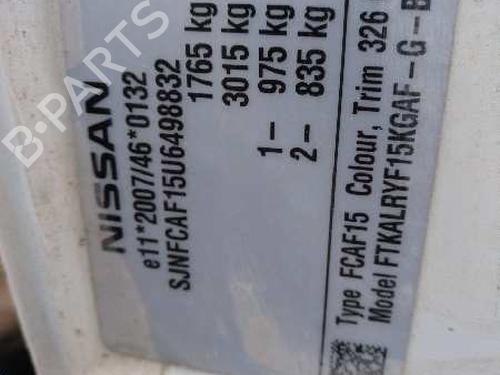 NISSAN
e11*2007/46*0132
SJNFCAF15U6498832
1765 kg
3015 kg
1– 975 kg
2– 835 kg
Type FCAF15 Colour, Trim 326
Model FTKALRYF15KGAF-G-B
B-PARTS